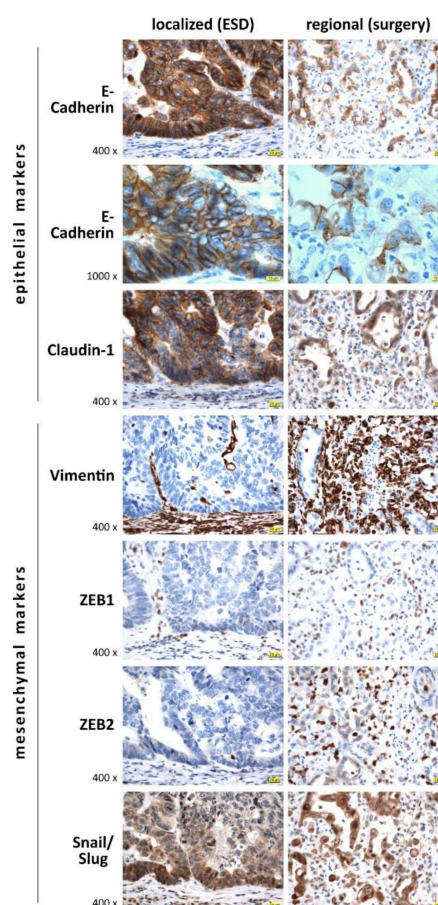 localized (ESD)
regional (surgery)
epithelial markers
E-
Cadherin
400 x
E-
Cadherin
1000 x
Claudin-1
400 x
mesenchymal markers
Vimentin
400 x
ZEB1
400 x
ZEB2
400 x
Snail/
Slug
400 x